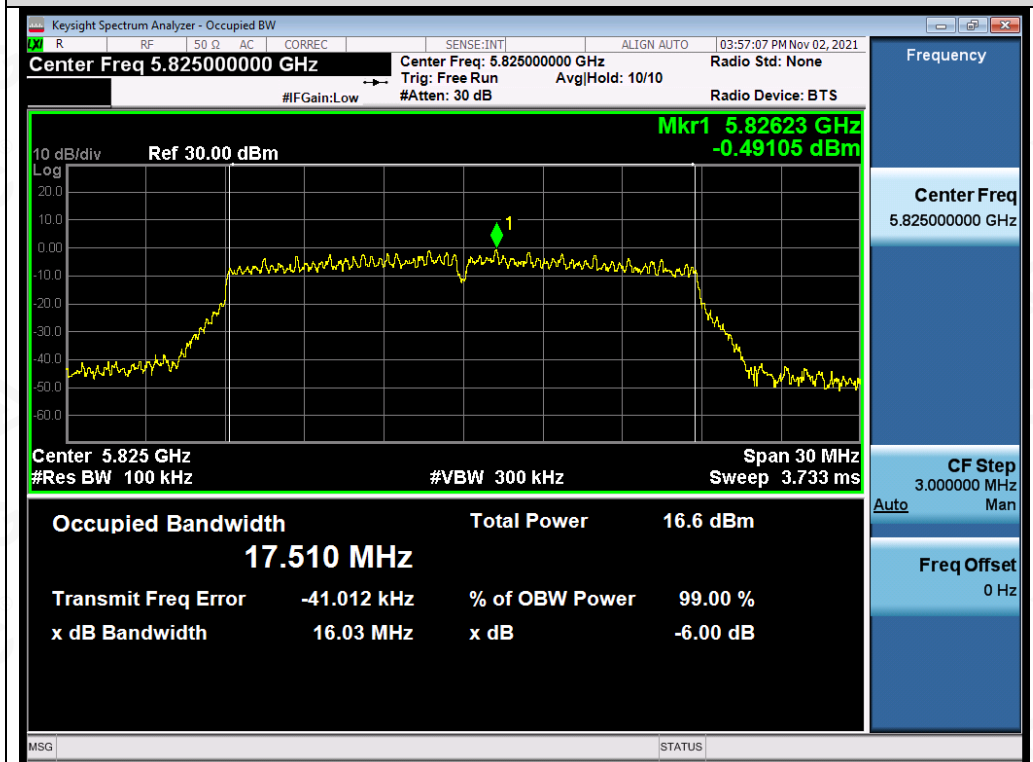 Keysight Spectrum Analyzer - Occupied BW
LXI R RF 50 Ω AC CORREC SENSE:INT ALIGN AUTO 03:57:07 PM Nov 02, 2021
Center Freq 5.825000000 GHz
Center Freq: 5.825000000 GHz Radio Std: None
Trig: Free Run Avg|Hold: 10/10
#IFGain:Low #Atten: 30 dB Radio Device: BTS
Mkr1 5.82623 GHz
-0.49105 dBm
10 dB/div Ref 30.00 dBm
Log
20.0
10.0
1
0.00
-10.0
-20.0
-30.0
-40.0
-50.0
-60.0
Center 5.825 GHz Span 30 MHz
#Res BW 100 kHz #VBW 300 kHz Sweep 3.733 ms
Occupied Bandwidth Total Power 16.6 dBm
17.510 MHz
Transmit Freq Error -41.012 kHz % of OBW Power 99.00 %
x dB Bandwidth 16.03 MHz x dB -6.00 dB
Frequency
Center Freq
5.825000000 GHz
CF Step
3.000000 MHz
Auto Man
Freq Offset
0 Hz
MSG STATUS